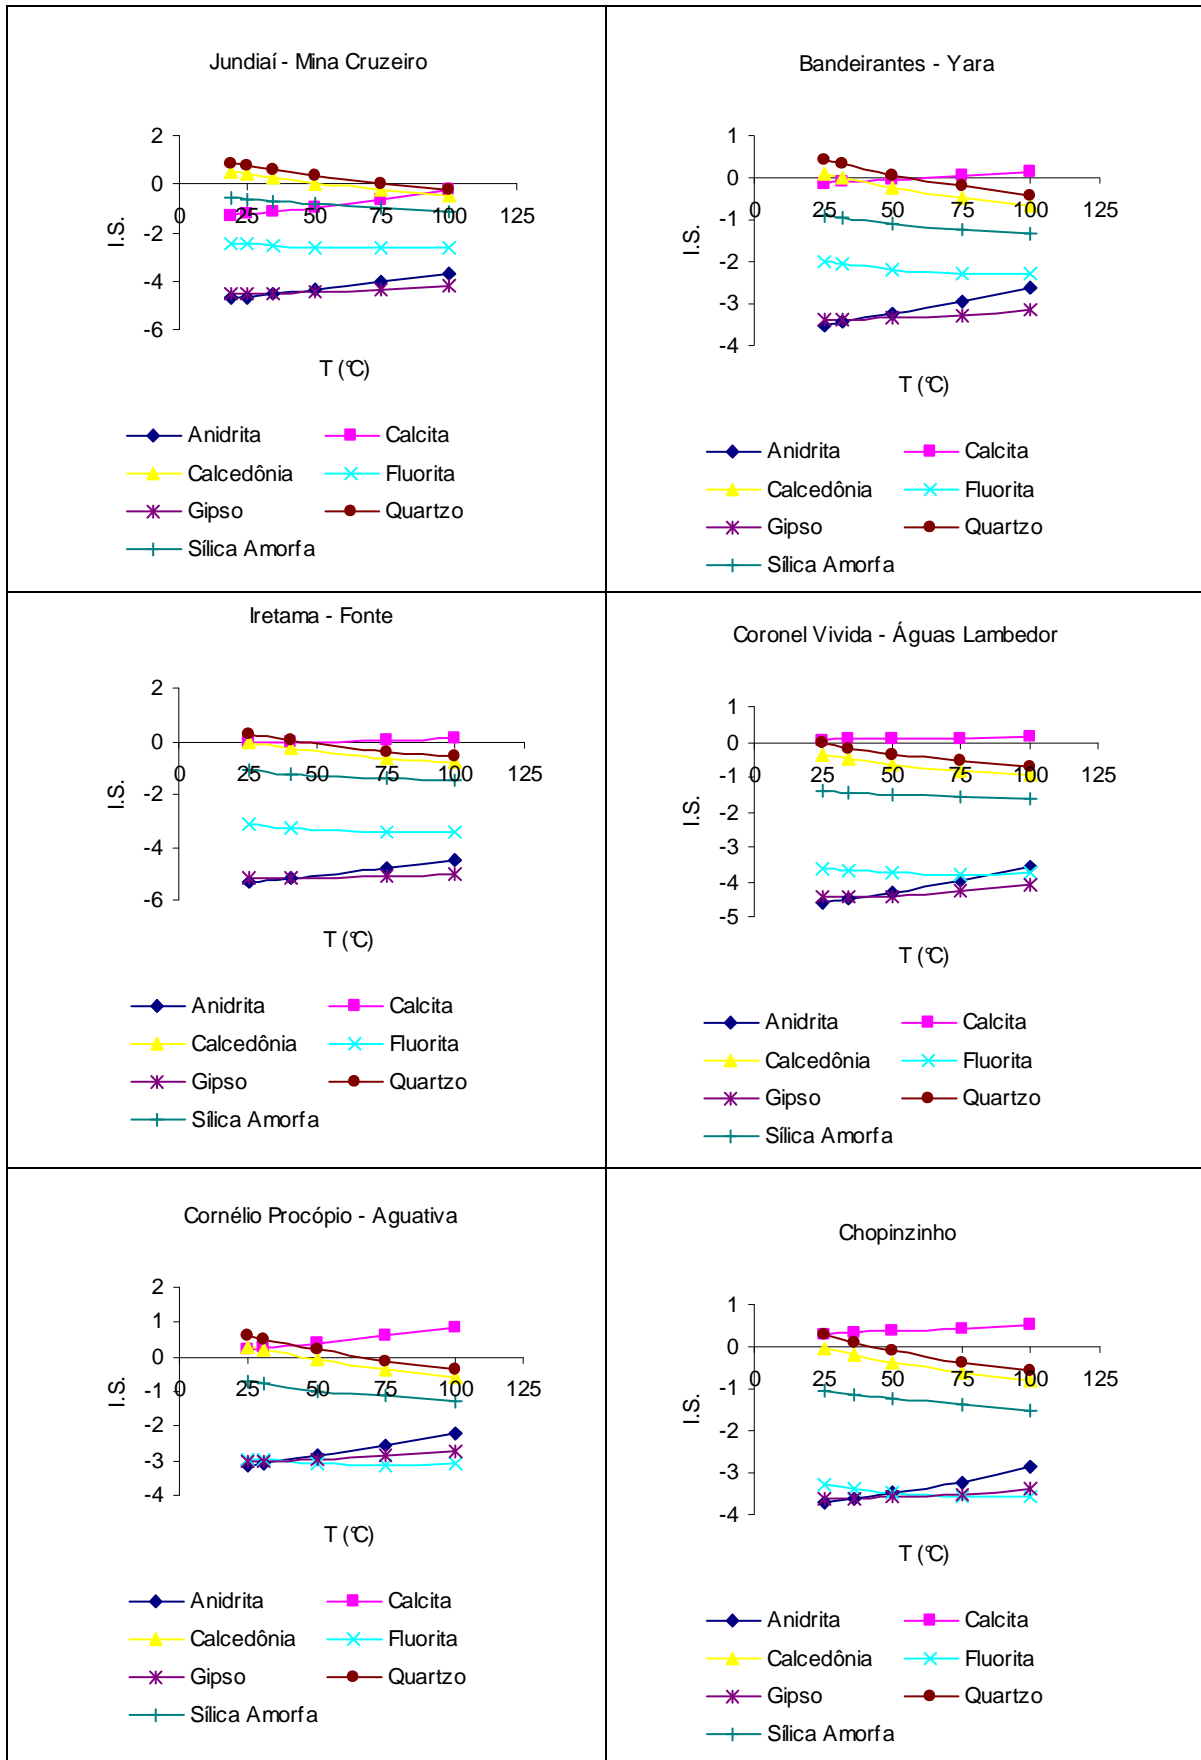 Jundiaí - Mina Cruzeiro
2
0
-2
-4
-6
0 25 50 75 100 125
I.S.
T (°C)
Anidrita Calcita
Calcedônia Fluorita
Gipso Quartzo
Sílica Amorfa
Bandeirantes - Yara
1
0
-1
-2
-3
-4
0 25 50 75 100 125
I.S.
T (°C)
Anidrita Calcita
Calcedônia Fluorita
Gipso Quartzo
Sílica Amorfa
Iretama - Fonte
2
0
-2
-4
-6
0 25 50 75 100 125
I.S.
T (°C)
Anidrita Calcita
Calcedônia Fluorita
Gipso Quartzo
Sílica Amorfa
Coronel Vivida - Águas Lambedor
1
0
-1
-2
-3
-4
-5
0 25 50 75 100 125
I.S.
T (°C)
Anidrita Calcita
Calcedônia Fluorita
Gipso Quartzo
Sílica Amorfa
Cornélio Procópio - Aguativa
2
1
0
-1
-2
-3
-4
0 25 50 75 100 125
I.S.
T (°C)
Anidrita Calcita
Calcedônia Fluorita
Gipso Quartzo
Sílica Amorfa
Chopinzinho
1
0
-1
-2
-3
-4
0 25 50 75 100 125
I.S.
T (°C)
Anidrita Calcita
Calcedônia Fluorita
Gipso Quartzo
Sílica Amorfa